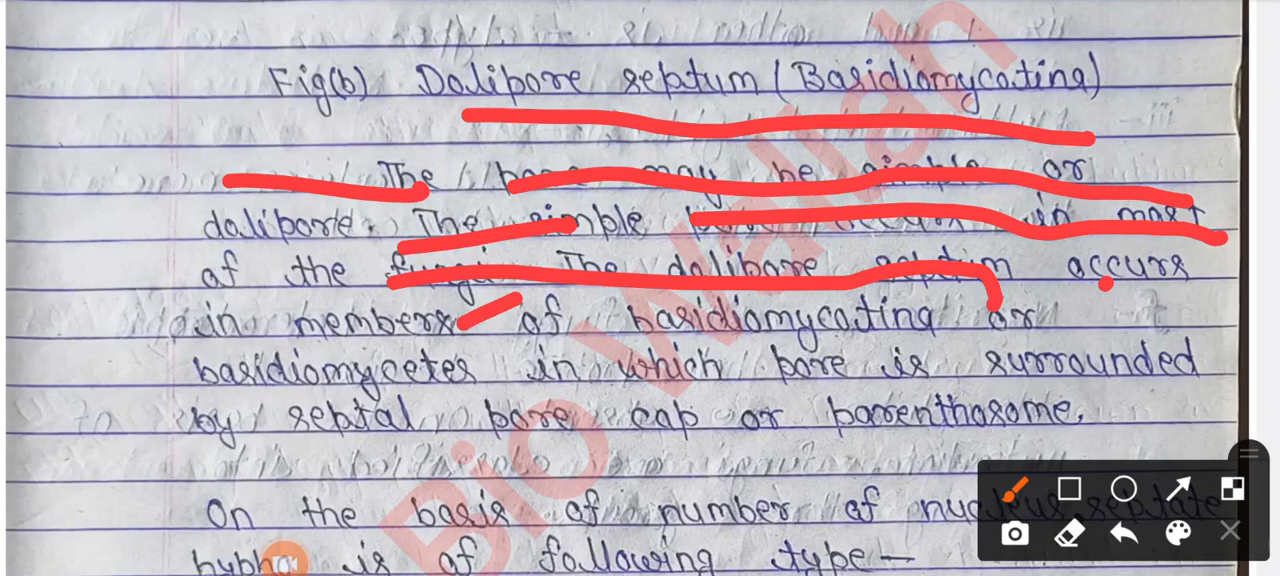 Fig(b) Dolipore septum (Basidiomycotina)
The pore may be simple or
dolipore. The simple pore occurs in most
of the fungi. The dolipore septum occurs
in members of basidiomycotina or
basidiomycetes in which pore is surrounded
by septal pore cap or parenthosome.
On the basis of number of nucleus septate
hypha is of following type —
Bio Wallah